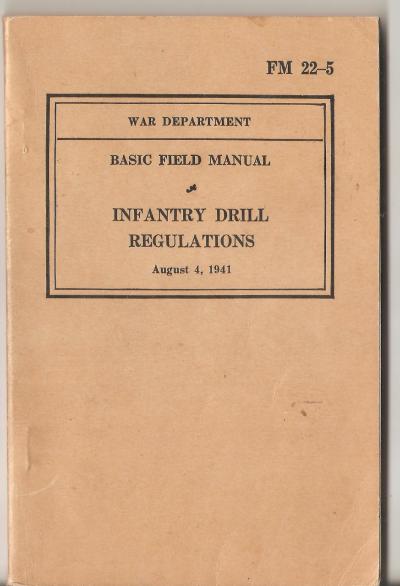 FM 22-5
WAR DEPARTMENT
BASIC FIELD MANUAL
INFANTRY DRILL
REGULATIONS
August 4, 1941